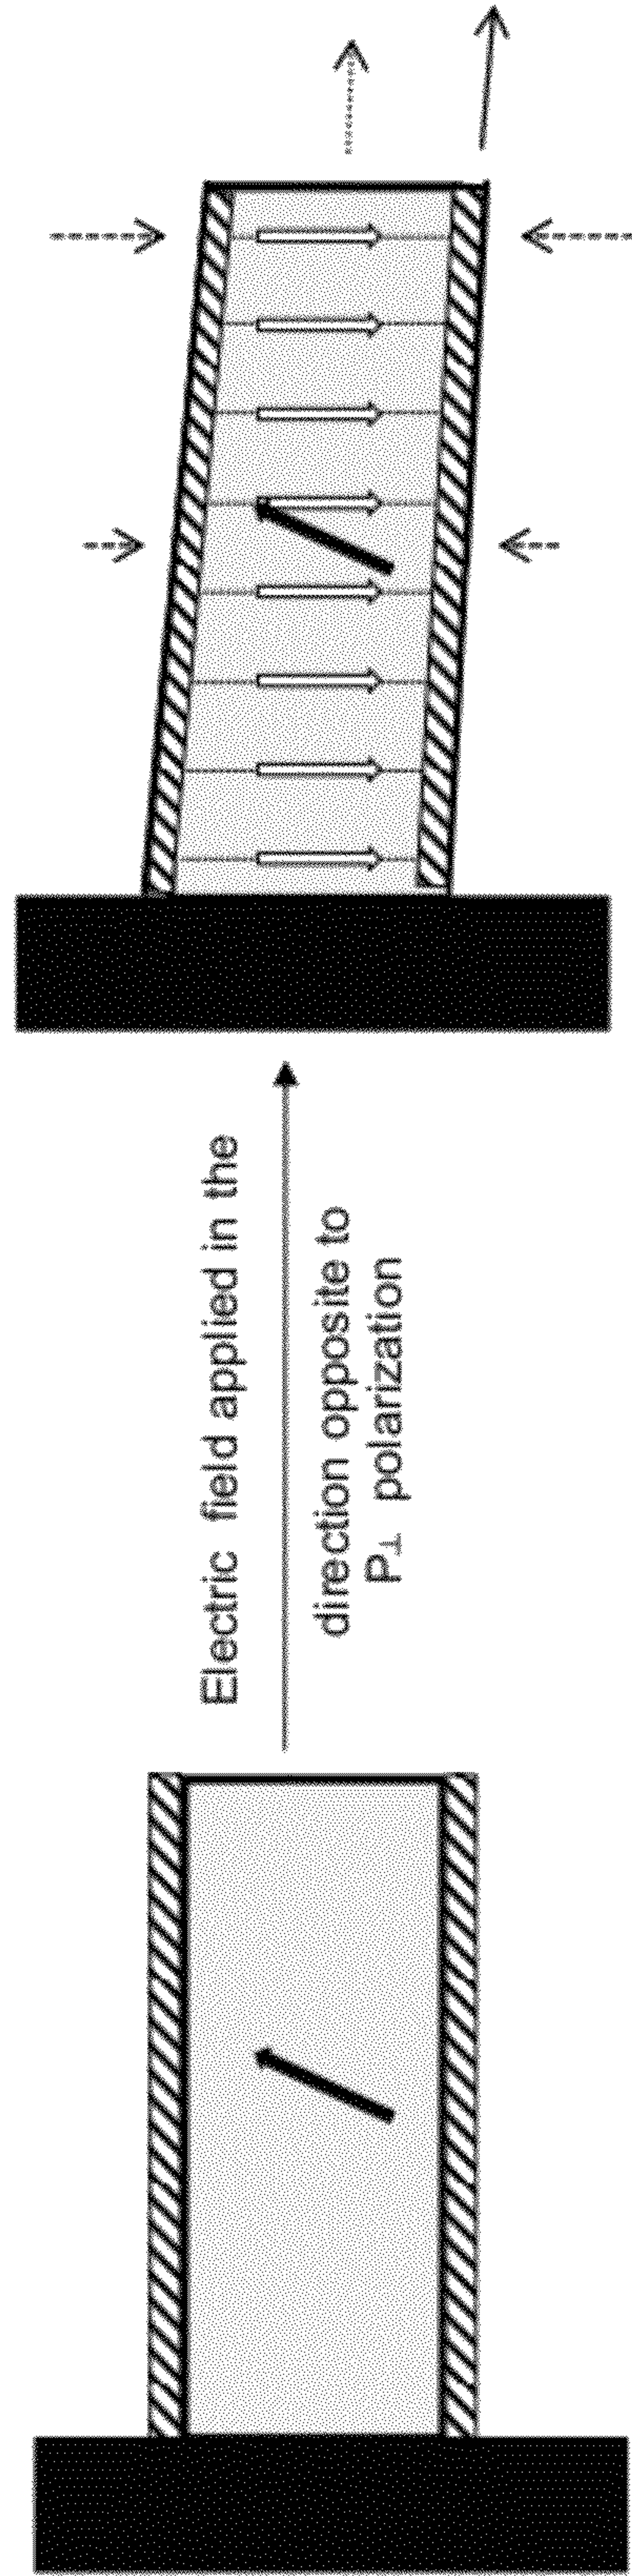 Electric field applied in the
direction opposite to
P⊥ polarization